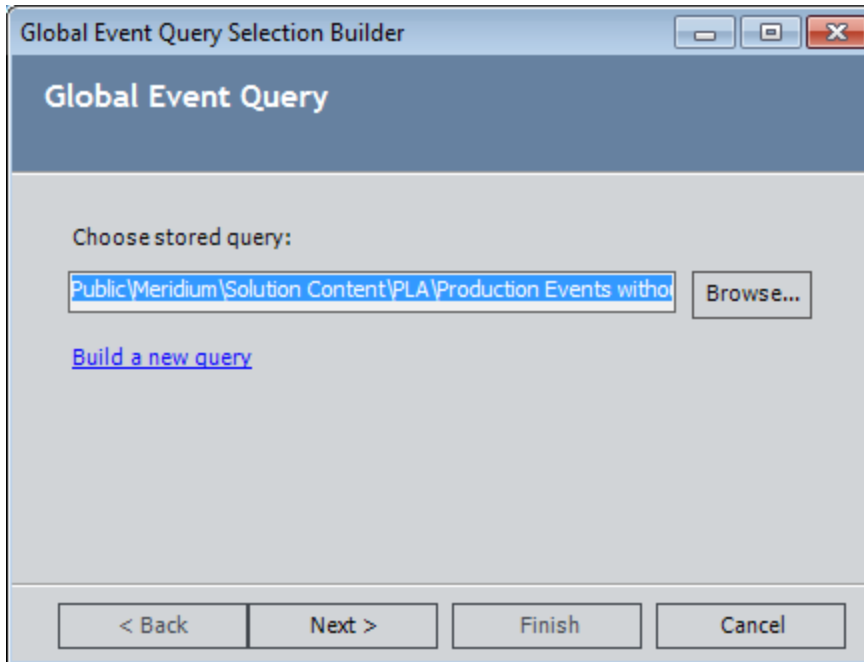 Global Event Query Selection Builder
Global Event Query
Choose stored query:
Public\Meridium\Solution Content\PLA\Production Events withou
Browse...
Build a new query
< Back
Next >
Finish
Cancel